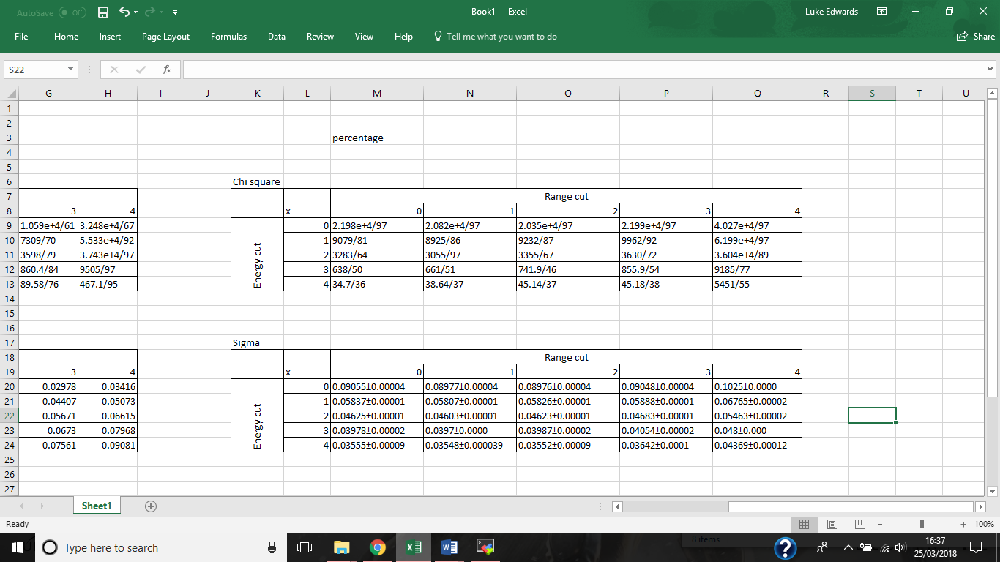 AutoSave Off Book1 - Excel Luke Edwards
File Home Insert Page Layout Formulas Data Review View Help Tell me what you want to do Share
S22 fx
G H I J K L M N O P Q R S T U
1
2
3 percentage
4
5
6 Chi square
7 Range cut
8 3 4 x 0 1 2 3 4
9 1.059e+4/61 3.248e+4/67 0 2.198e+4/97 2.082e+4/97 2.035e+4/97 2.199e+4/97 4.027e+4/97
10 7309/70 5.533e+4/92 1 9079/81 8925/86 9232/87 9962/92 6.199e+4/97
11 3598/79 3.743e+4/97 Energy cut 2 3283/64 3055/97 3355/67 3630/72 3.604e+4/89
12 860.4/84 9505/97 3 638/50 661/51 741.9/46 855.9/54 9185/77
13 89.58/76 467.1/95 4 34.7/36 38.64/37 45.14/37 45.18/38 5451/55
14
15
16
17 Sigma
18 Range cut
19 3 4 x 0 1 2 3 4
20 0.02978 0.03416 0 0.09055±0.00004 0.08977±0.00004 0.08976±0.00004 0.09048±0.00004 0.1025±0.0000
21 0.04407 0.05073 1 0.05837±0.00001 0.05807±0.00001 0.05826±0.00001 0.05888±0.00001 0.06765±0.00002
22 0.05671 0.06615 Energy cut 2 0.04625±0.00001 0.04603±0.00001 0.04623±0.00001 0.04683±0.00001 0.05463±0.00002
23 0.0673 0.07968 3 0.03978±0.00002 0.0397±0.0000 0.03987±0.00002 0.04054±0.00002 0.048±0.000
24 0.07561 0.09081 4 0.03555±0.00009 0.03548±0.000039 0.03552±0.00009 0.03642±0.0001 0.04369±0.00012
25
26
27
Sheet1
Ready 100%
8 items
Type here to search 16:37
25/03/2018